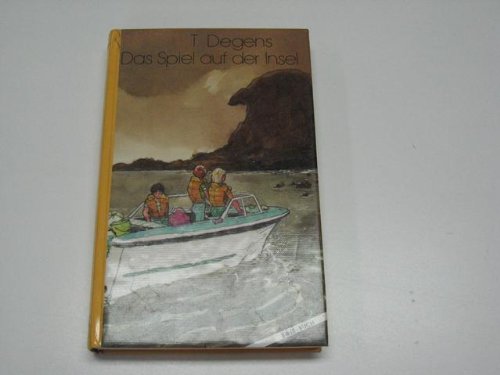 T Degens
Das Spiel auf der Insel